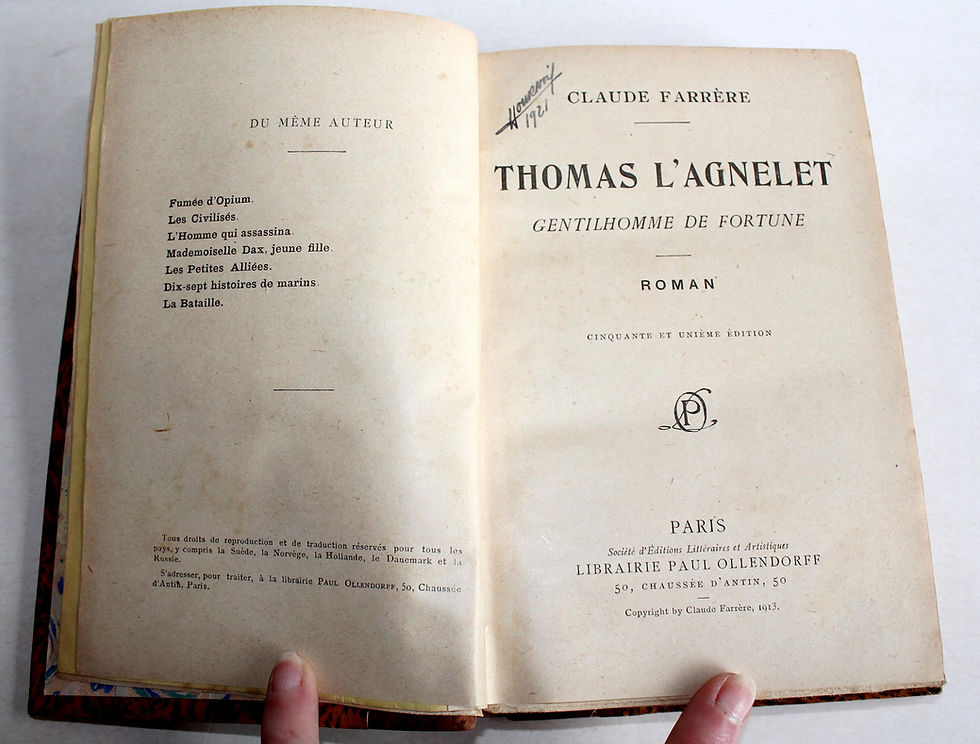 DU MÊME AUTEUR
Fumée d'Opium.
Les Civilisés.
L'Homme qui assassina.
Mademoiselle Dax, jeune fille.
Les Petites Alliées.
Dix-sept histoires de marins.
La Bataille.
Tous droits de reproduction et de traduction réservés pour tous les
pays, y compris la Suède, la Norvège, la Hollande, le Danemark et la
Russie.
S'adresser, pour traiter, à la librairie PAUL OLLENDORFF, 50, Chaussée
d'Antin, Paris.
1921
CLAUDE FARRÈRE
THOMAS L'AGNELET
GENTILHOMME DE FORTUNE
ROMAN
CINQUANTE ET UNIÈME ÉDITION
PARIS
Société d'Éditions Littéraires et Artistiques
LIBRAIRIE PAUL OLLENDORFF
50, CHAUSSÉE D'ANTIN, 50
Copyright by Claude Farrère, 1913.